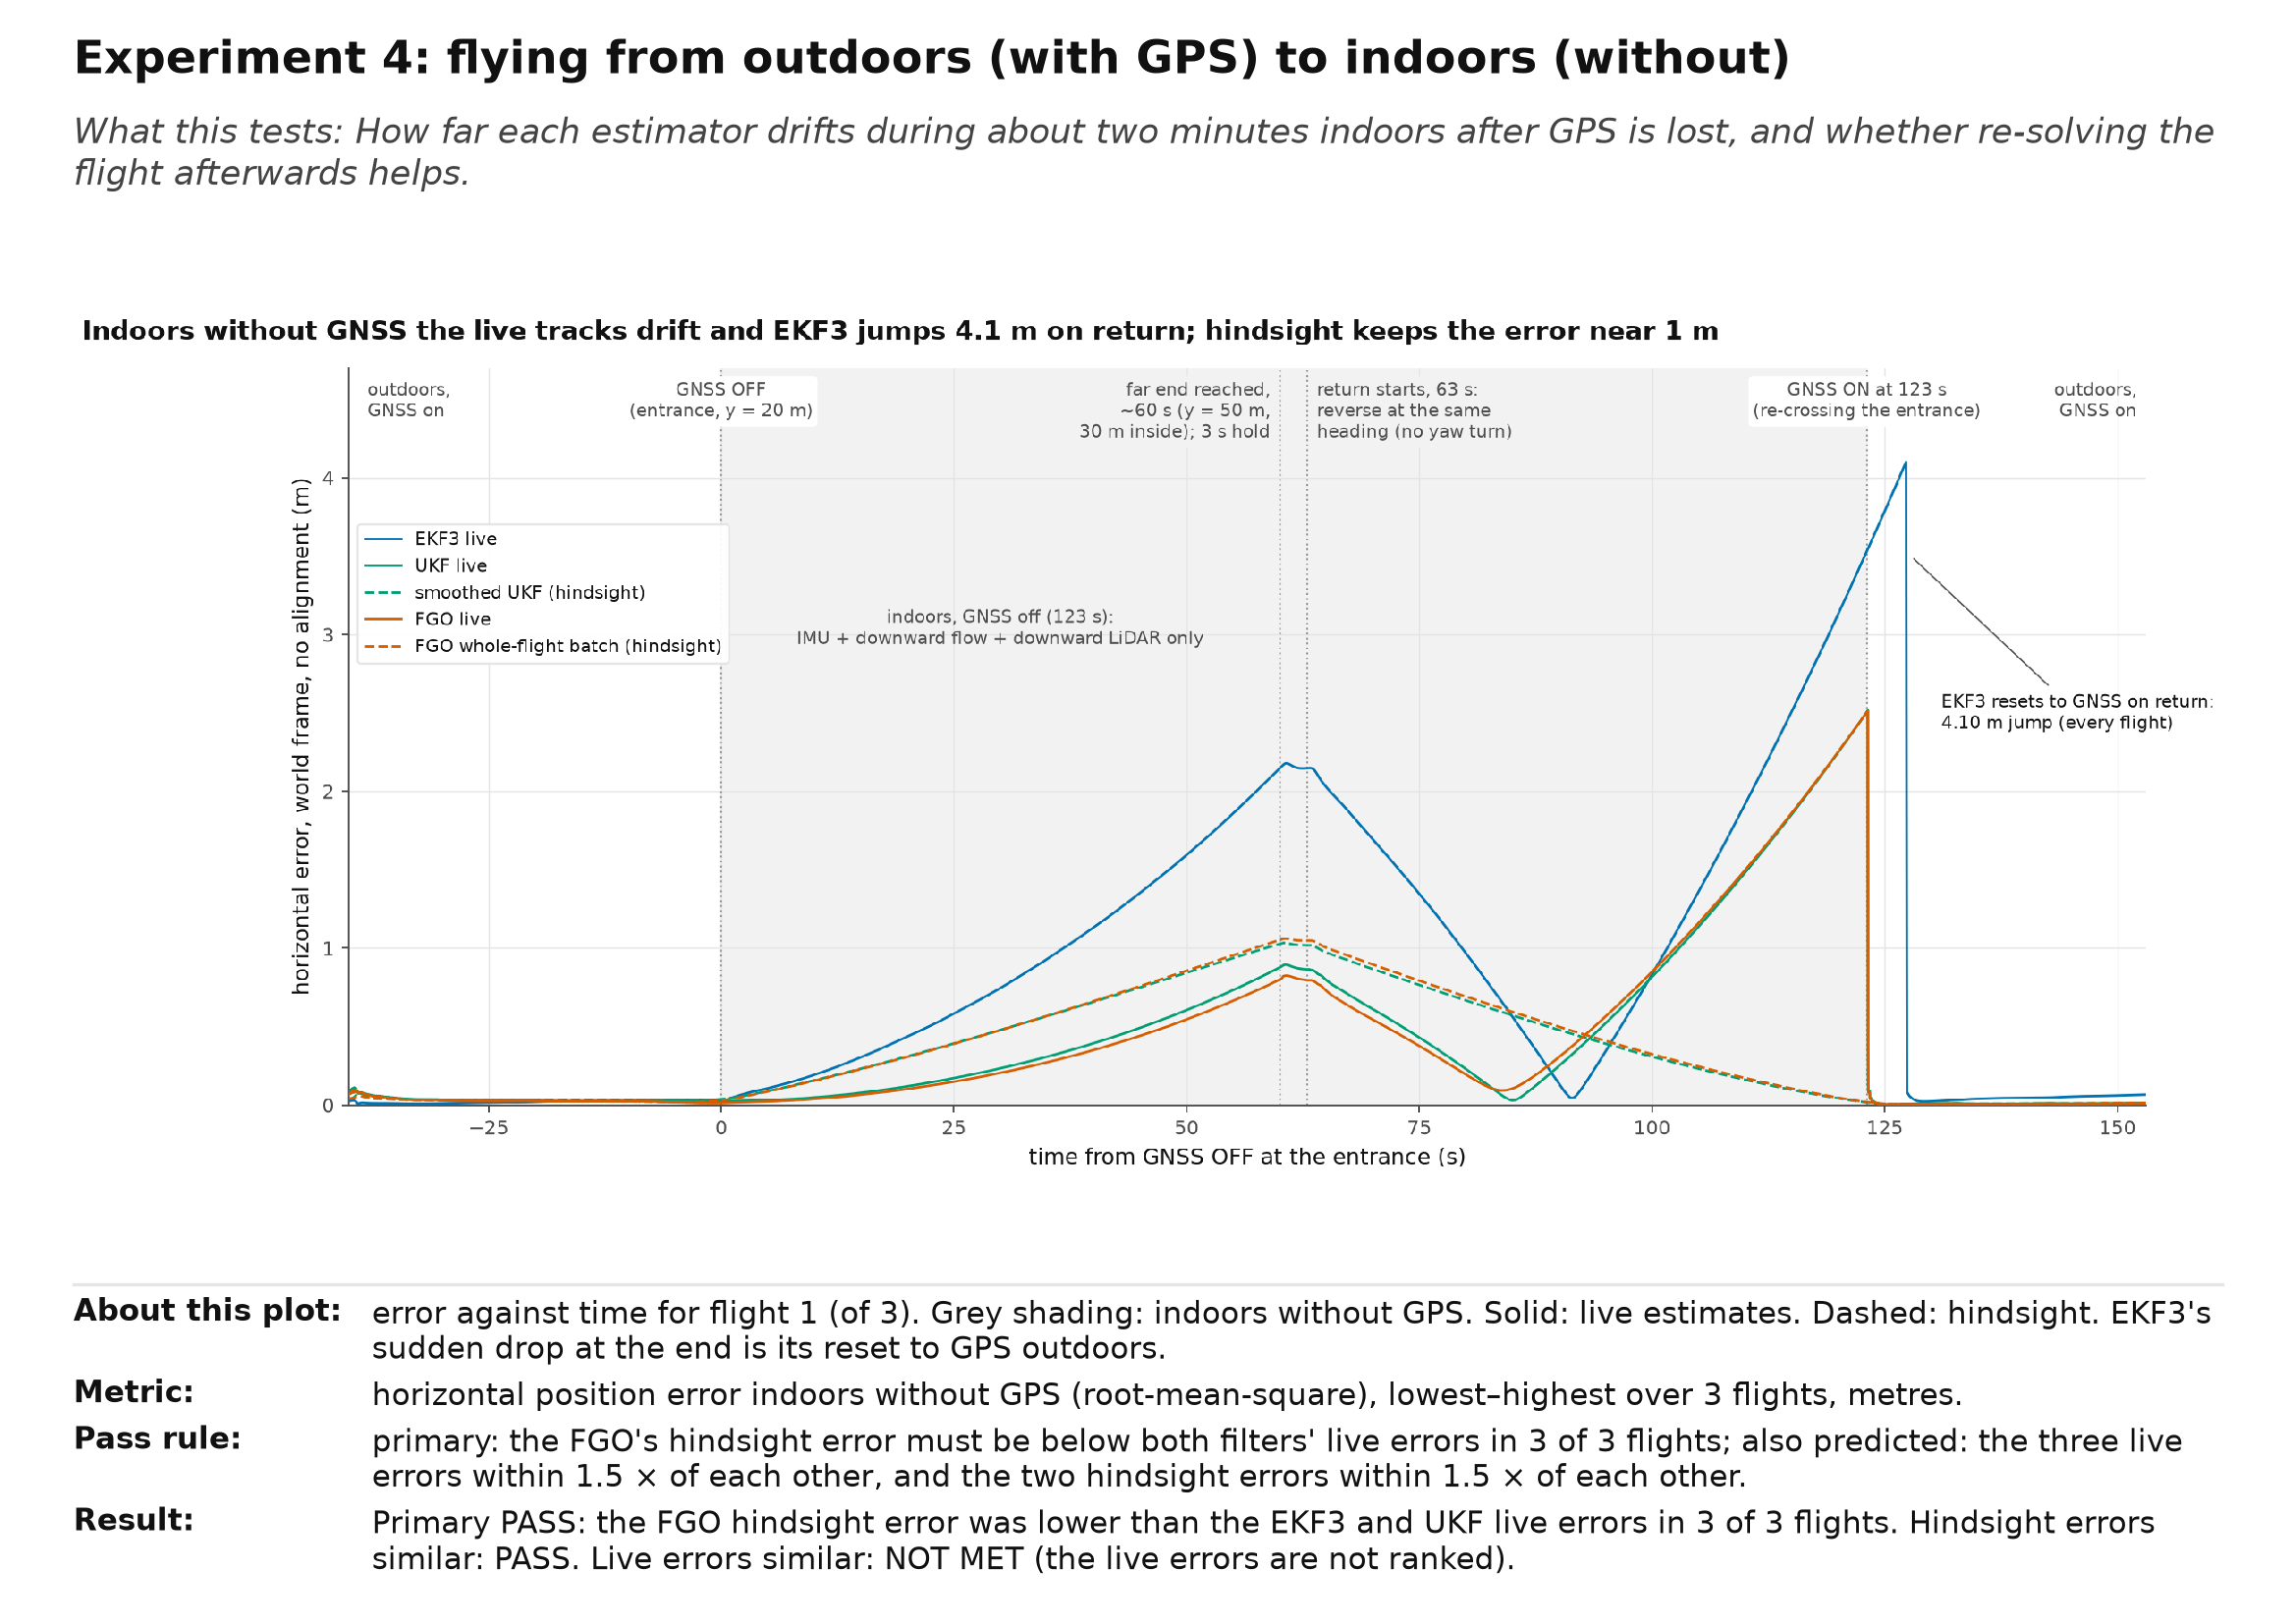 Experiment 4: flying from outdoors (with GPS) to indoors (without)
What this tests: How far each estimator drifts during about two minutes indoors after GPS is lost, and whether re-solving the
flight afterwards helps.
Indoors without GNSS the live tracks drift and EKF3 jumps 4.1 m on return; hindsight keeps the error near 1 m
outdoors,
GNSS on
GNSS OFF
(entrance, y = 20 m)
far end reached,
~60 s (y = 50 m,
30 m inside); 3 s hold
return starts, 63 s:
reverse at the same
heading (no yaw turn)
GNSS ON at 123 s
(re-crossing the entrance)
outdoors,
GNSS on
horizontal error, world frame, no alignment (m)
4
3
2
1
0
EKF3 live
UKF live
smoothed UKF (hindsight)
FGO live
FGO whole-flight batch (hindsight)
indoors, GNSS off (123 s):
IMU + downward flow + downward LiDAR only
EKF3 resets to GNSS on return:
4.10 m jump (every flight)
−25 0 25 50 75 100 125 150
time from GNSS OFF at the entrance (s)
About this plot: error against time for flight 1 (of 3). Grey shading: indoors without GPS. Solid: live estimates. Dashed: hindsight. EKF3's
sudden drop at the end is its reset to GPS outdoors.
Metric: horizontal position error indoors without GPS (root-mean-square), lowest–highest over 3 flights, metres.
Pass rule: primary: the FGO's hindsight error must be below both filters' live errors in 3 of 3 flights; also predicted: the three live
errors within 1.5 × of each other, and the two hindsight errors within 1.5 × of each other.
Result: Primary PASS: the FGO hindsight error was lower than the EKF3 and UKF live errors in 3 of 3 flights. Hindsight errors
similar: PASS. Live errors similar: NOT MET (the live errors are not ranked).